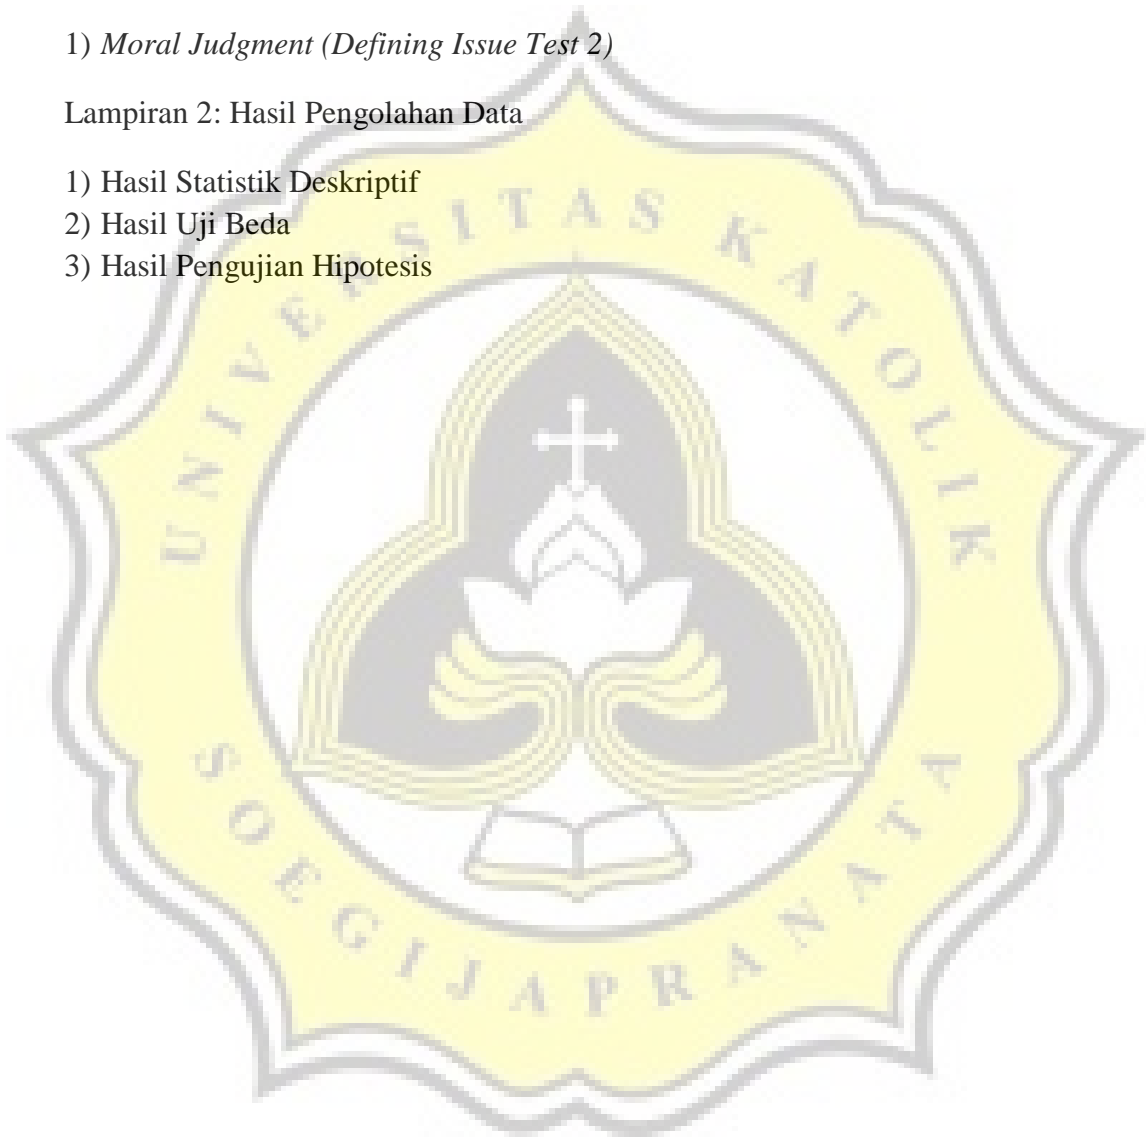 1) Moral Judgment (Defining Issue Test 2)
Lampiran 2: Hasil Pengolahan Data
1) Hasil Statistik Deskriptif
2) Hasil Uji Beda
3) Hasil Pengujian Hipotesis
UNIVERSITAS KATOLIK
SOEGIJAPRANATA